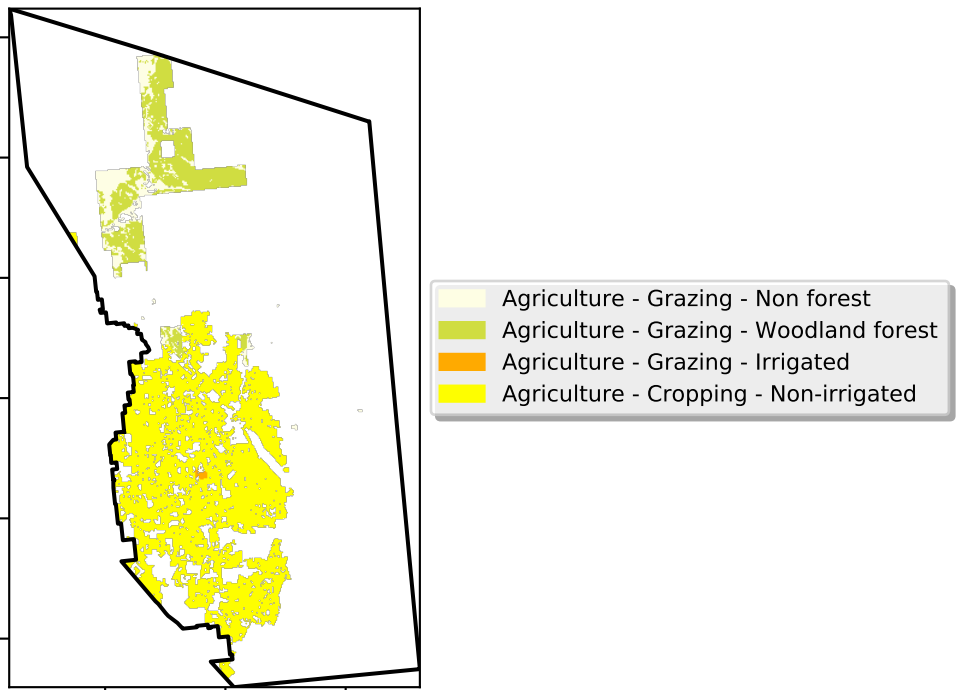 Agriculture - Grazing - Non forest
Agriculture - Grazing - Woodland forest
Agriculture - Grazing - Irrigated
Agriculture - Cropping - Non-irrigated